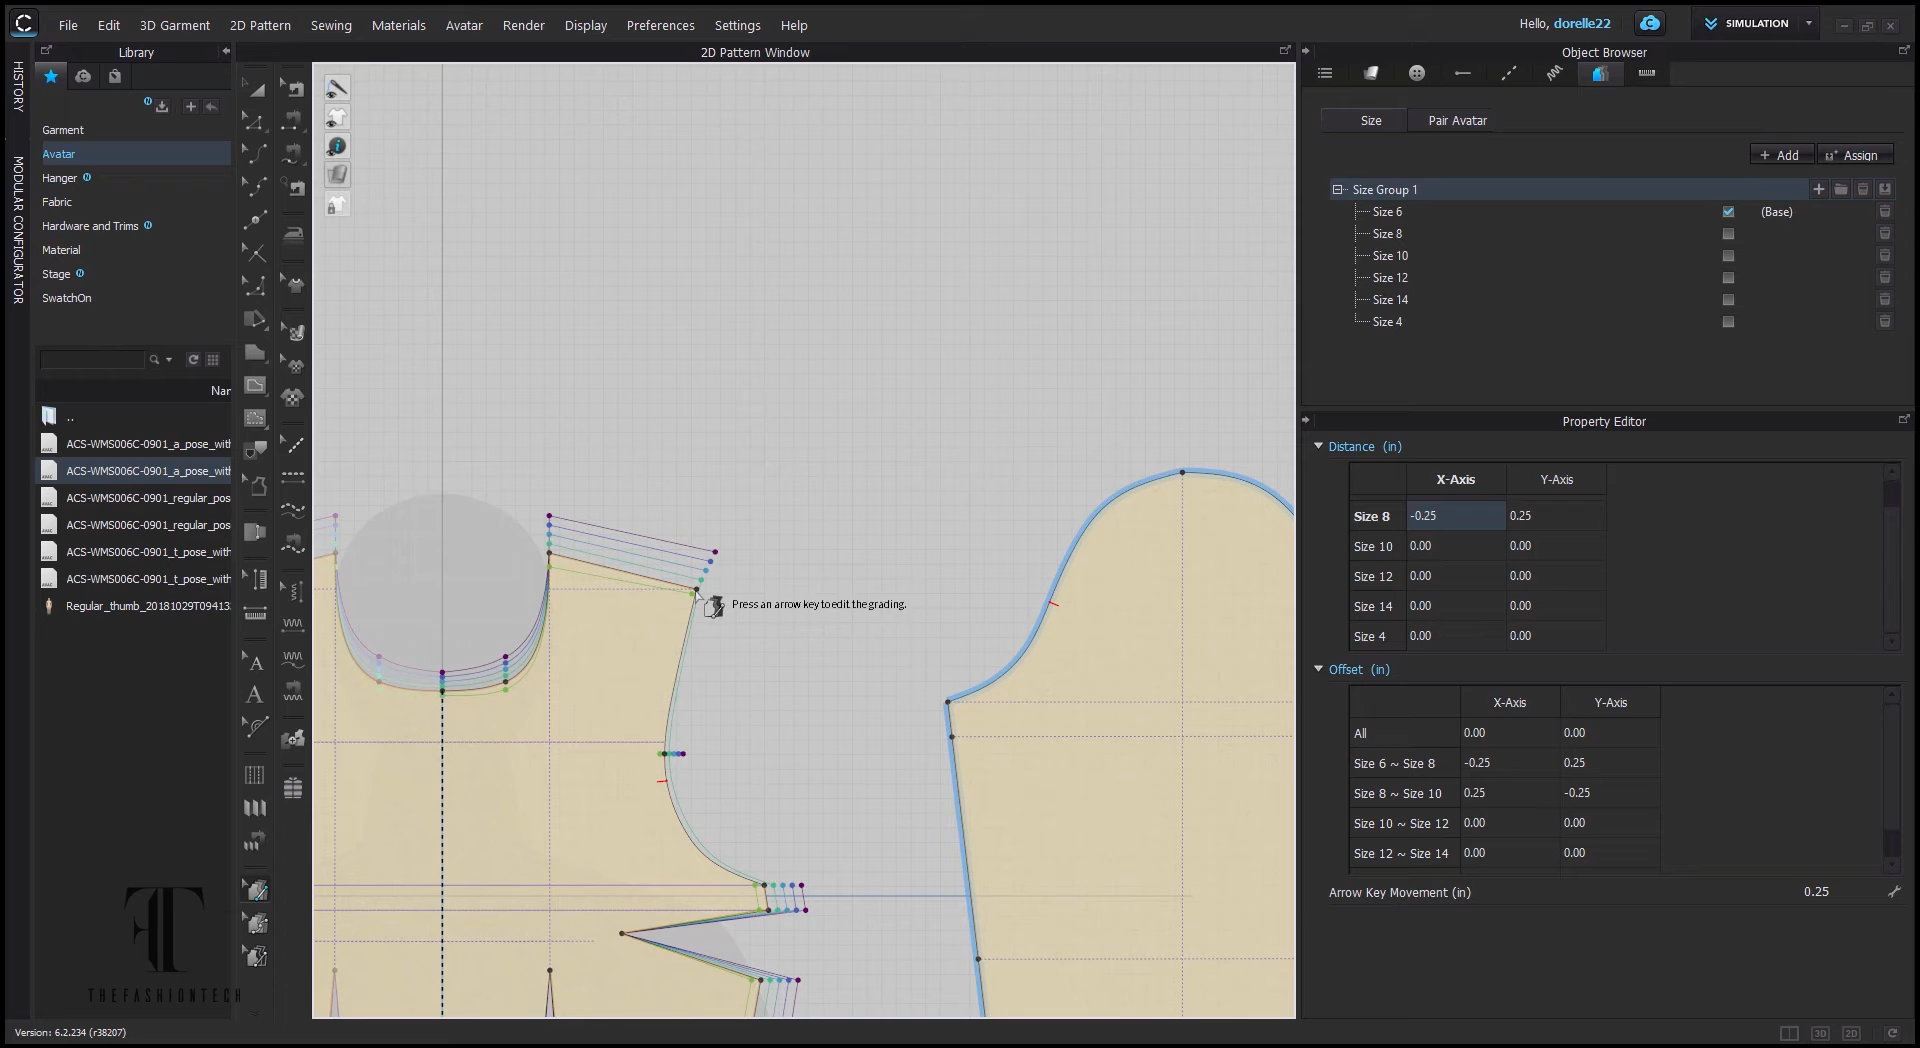 File Edit 3D Garment 2D Pattern Sewing Materials Avatar Render Display Preferences Settings Help
Hello, dorelle22
SIMULATION
Library
2D Pattern Window
Object Browser
HISTORY
MODULAR CONFIGURATOR
Garment
Avatar
Hanger
Fabric
Hardware and Trims
Material
Stage
SwatchOn
Nar
..
ACS-WMS006C-0901_a_pose_with
ACS-WMS006C-0901_a_pose_with
ACS-WMS006C-0901_regular_pos
ACS-WMS006C-0901_regular_pos
ACS-WMS006C-0901_t_pose_with
ACS-WMS006C-0901_t_pose_with
Regular_thumb_20181029T09413
THEFASHIONTECH
Version: 6.2.234 (r38207)
Press an arrow key to edit the grading.
Size Pair Avatar
+ Add Assign
Size Group 1
Size 6 (Base)
Size 8
Size 10
Size 12
Size 14
Size 4
Property Editor
Distance (in)
X-Axis Y-Axis
Size 8 -0.25 0.25
Size 10 0.00 0.00
Size 12 0.00 0.00
Size 14 0.00 0.00
Size 4 0.00 0.00
Offset (in)
X-Axis Y-Axis
All 0.00 0.00
Size 6 ~ Size 8 -0.25 0.25
Size 8 ~ Size 10 0.25 -0.25
Size 10 ~ Size 12 0.00 0.00
Size 12 ~ Size 14 0.00 0.00
Arrow Key Movement (in) 0.25
3D 2D